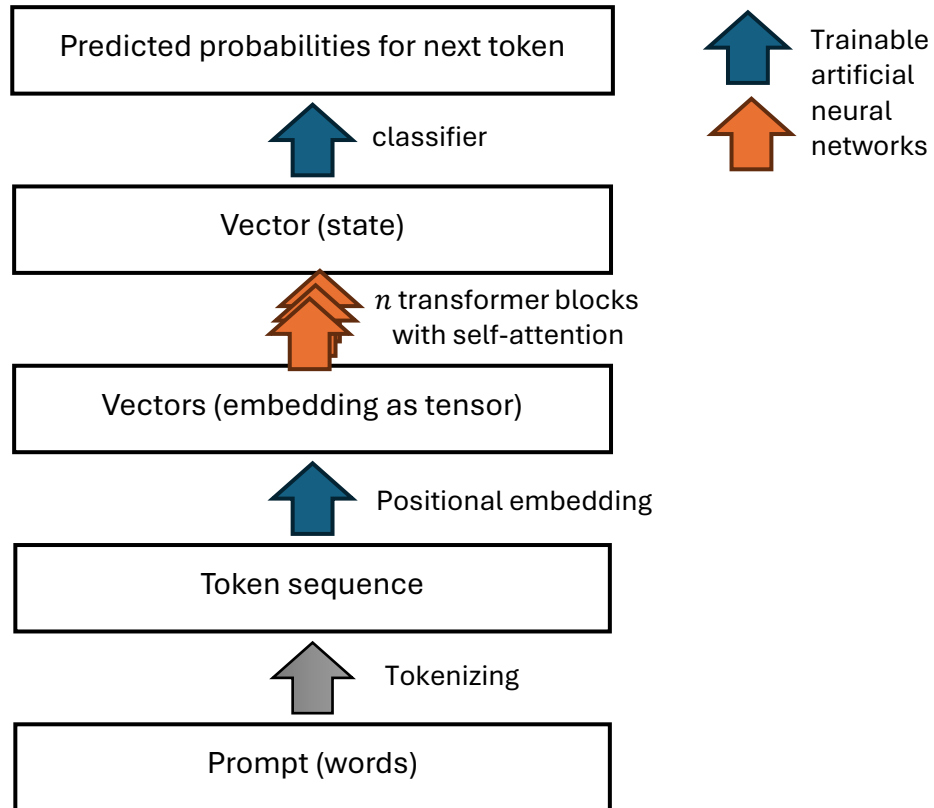 Predicted probabilities for next token
classifier
Vector (state)
n transformer blocks
with self-attention
Vectors (embedding as tensor)
Positional embedding
Token sequence
Tokenizing
Prompt (words)
Trainable
artificial
neural
networks